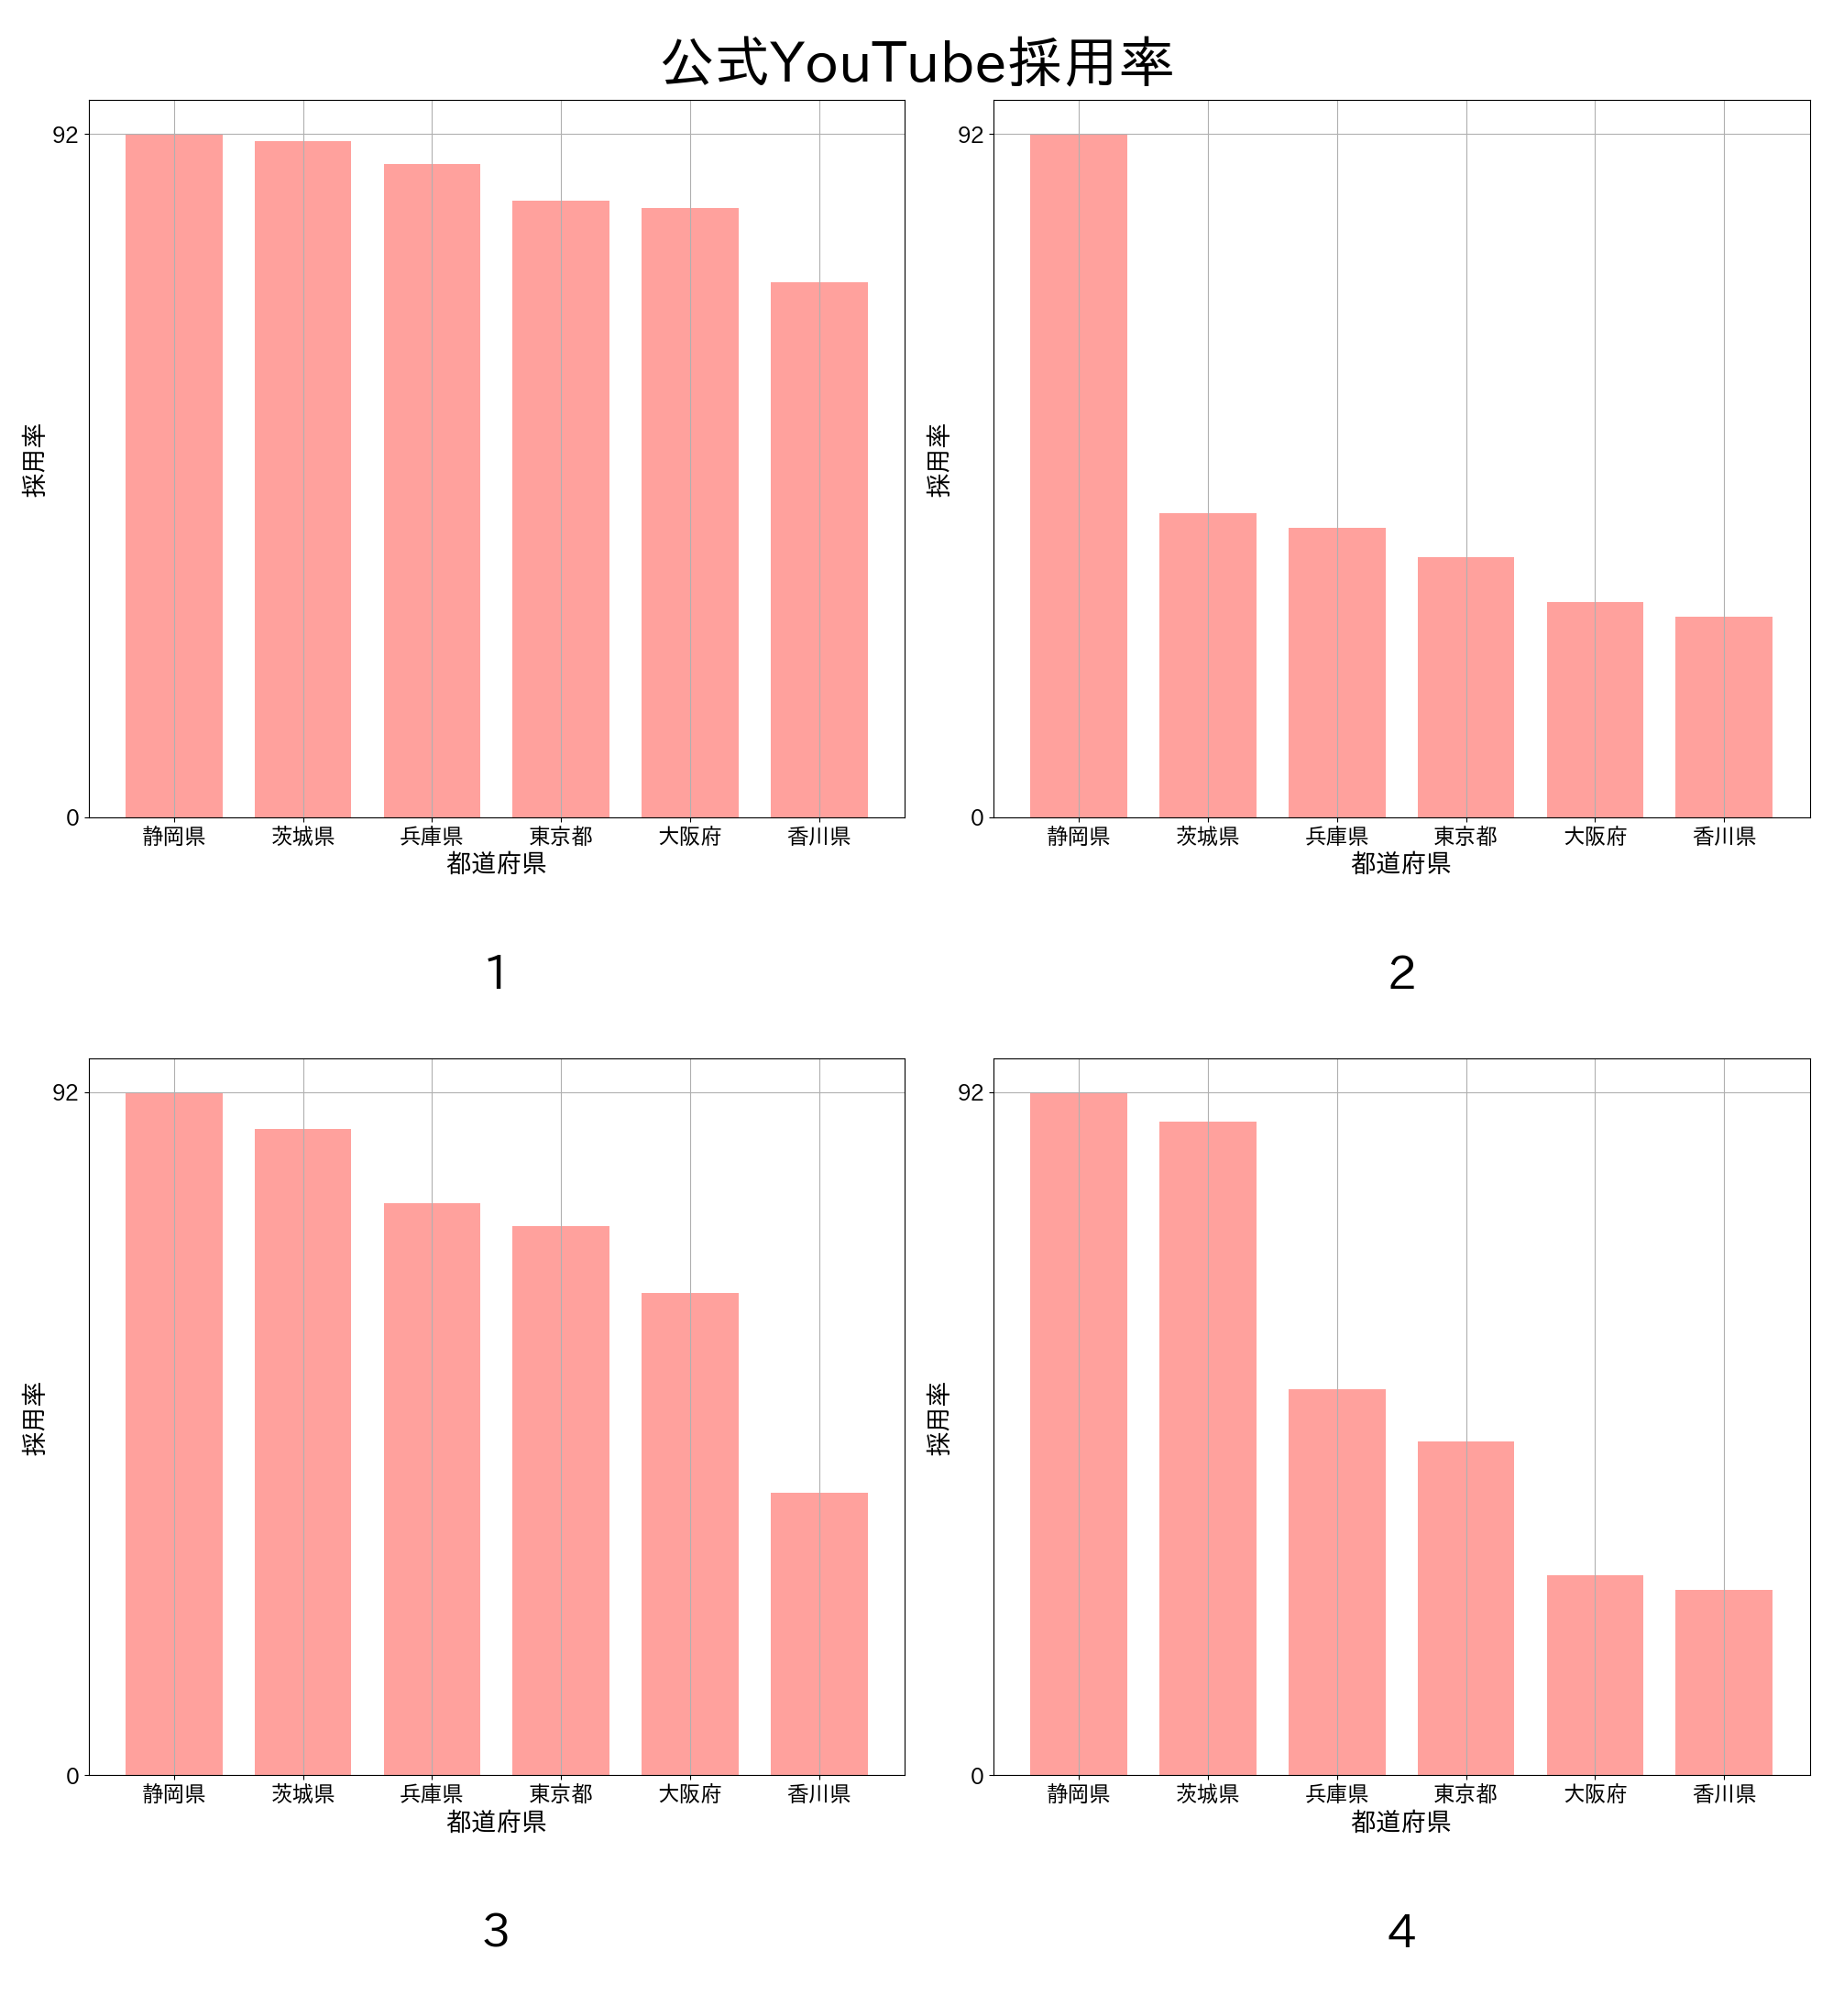 公式YouTube採用率
92
0
採用率
静岡県 茨城県 兵庫県 東京都 大阪府 香川県
都道府県
1
92
0
採用率
静岡県 茨城県 兵庫県 東京都 大阪府 香川県
都道府県
2
92
0
採用率
静岡県 茨城県 兵庫県 東京都 大阪府 香川県
都道府県
3
92
0
採用率
静岡県 茨城県 兵庫県 東京都 大阪府 香川県
都道府県
4